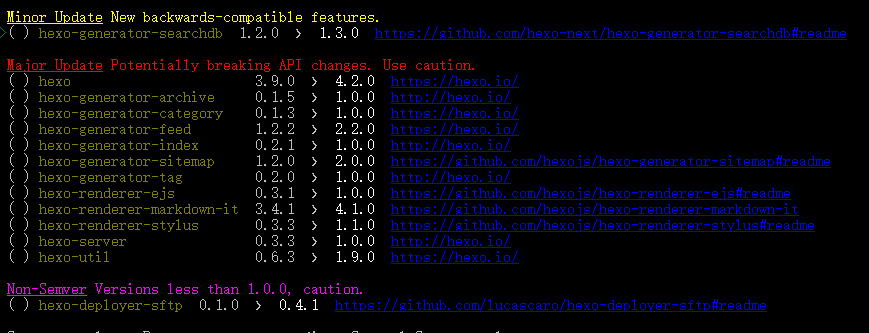 Minor Update New backwards-compatible features.
( ) hexo-generator-searchdb 1.2.0 ❯ 1.3.0 https://github.com/hexo-next/hexo-generator-searchdb#readme
Major Update Potentially breaking API changes. Use caution.
( ) hexo 3.9.0 ❯ 4.2.0 https://hexo.io/
( ) hexo-generator-archive 0.1.5 ❯ 1.0.0 http://hexo.io/
( ) hexo-generator-category 0.1.3 ❯ 1.0.0 http://hexo.io/
( ) hexo-generator-feed 1.2.2 ❯ 2.2.0 https://hexo.io/
( ) hexo-generator-index 0.2.1 ❯ 1.0.0 http://hexo.io/
( ) hexo-generator-sitemap 1.2.0 ❯ 2.0.0 https://github.com/hexojs/hexo-generator-sitemap#readme
( ) hexo-generator-tag 0.2.0 ❯ 1.0.0 http://hexo.io/
( ) hexo-renderer-ejs 0.3.1 ❯ 1.0.0 https://github.com/hexojs/hexo-renderer-ejs#readme
( ) hexo-renderer-markdown-it 3.4.1 ❯ 4.1.0 https://github.com/hexojs/hexo-renderer-markdown-it
( ) hexo-renderer-stylus 0.3.3 ❯ 1.1.0 https://github.com/hexojs/hexo-renderer-stylus#readme
( ) hexo-server 0.3.3 ❯ 1.0.0 http://hexo.io/
( ) hexo-util 0.6.3 ❯ 1.9.0 https://hexo.io/
Non-Semver Versions less than 1.0.0, caution.
( ) hexo-deployer-sftp 0.1.0 ❯ 0.4.1 https://github.com/lucascaro/hexo-deployer-sftp#readme